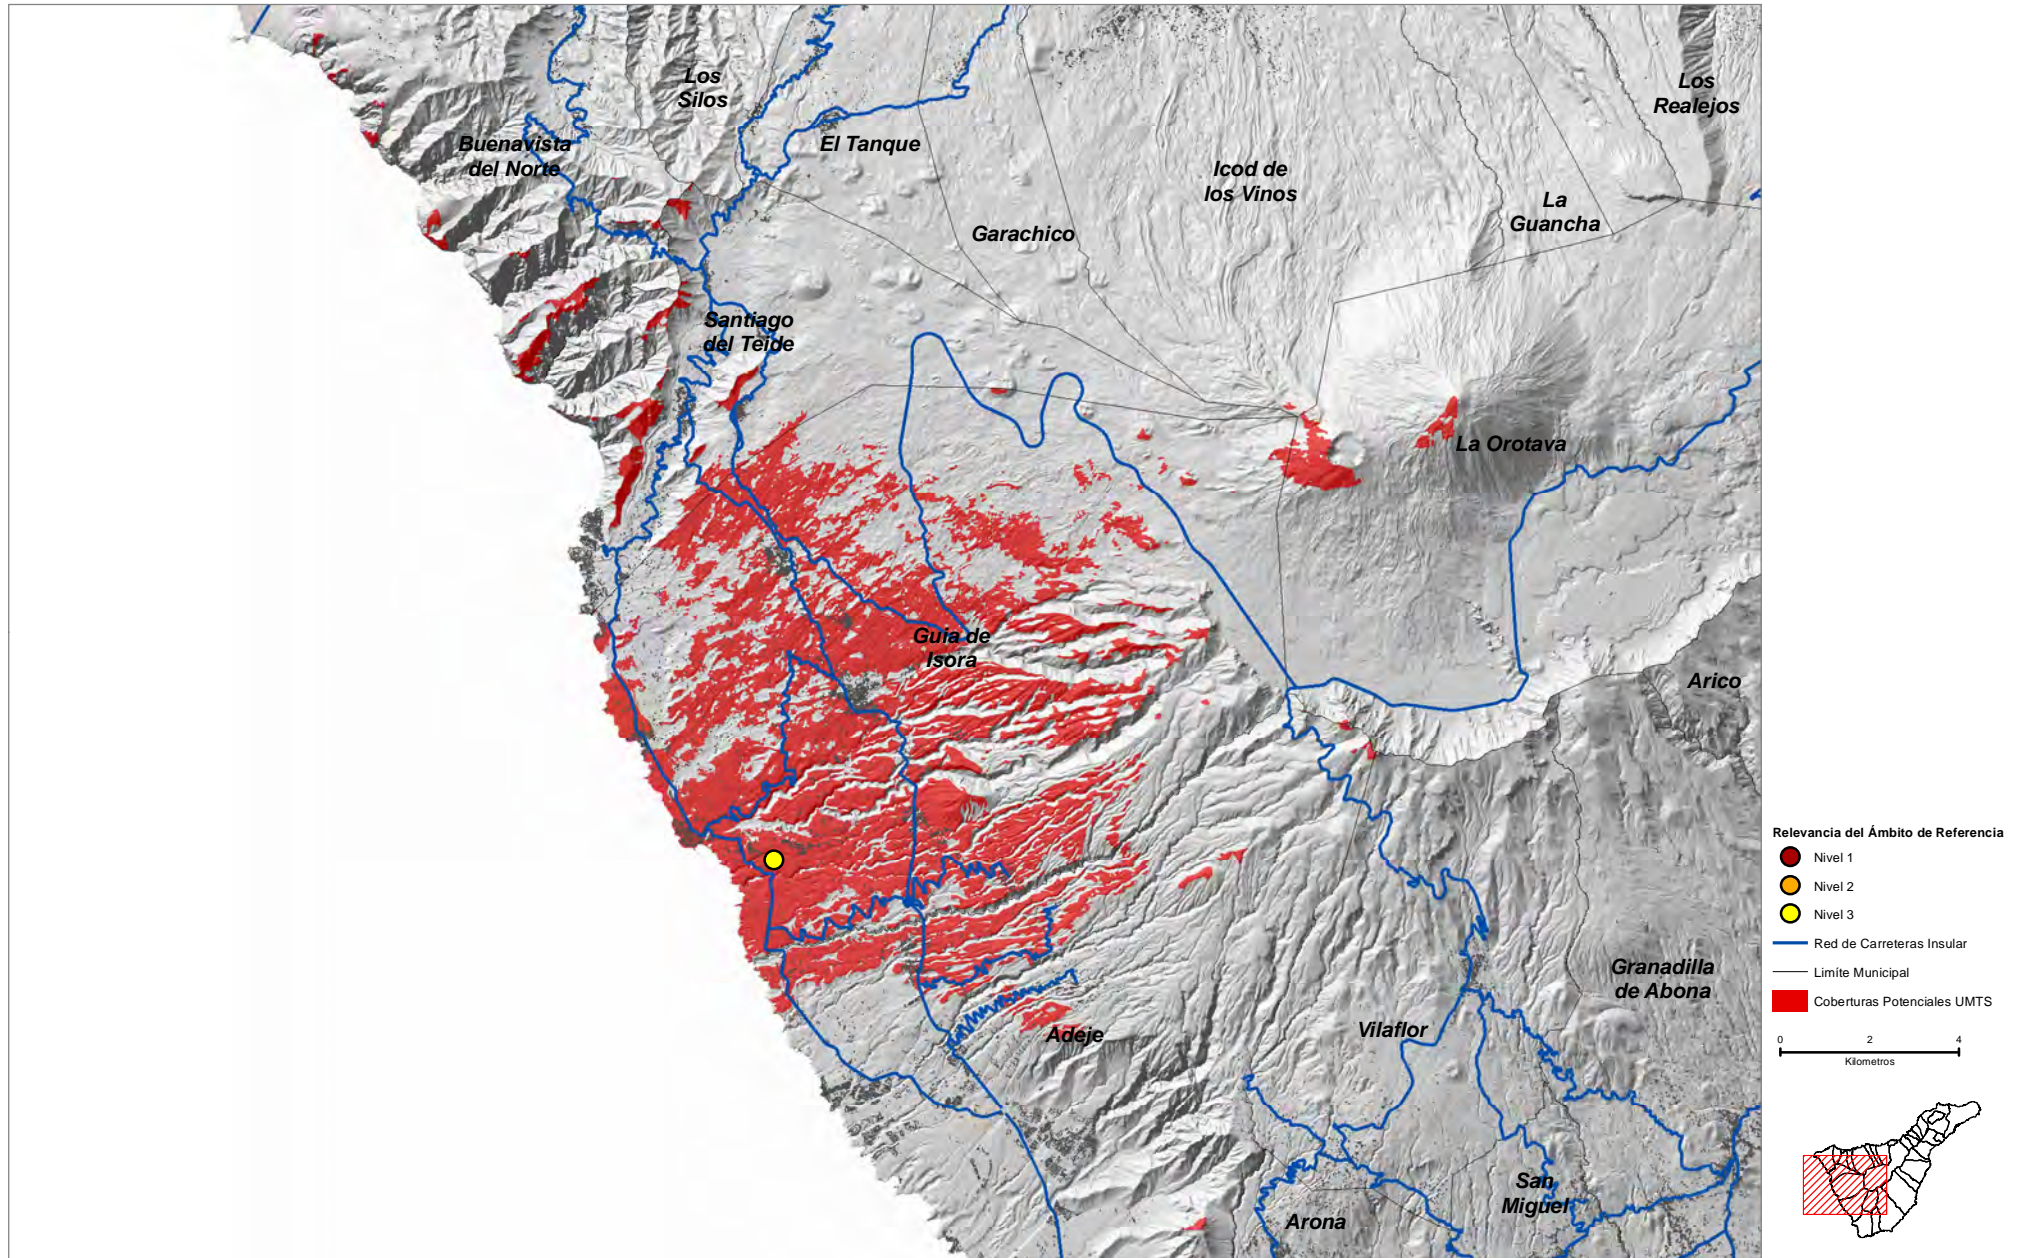 Los
Silos
Los
Realejos
Buenavista
del Norte
El Tanque
Icod de
los Vinos
La
Guancha
Garachico
Santiago
del Teide
La Orotava
Guia de
Isora
Arico
Granadilla
de Abona
Vilaflor
Adeje
San
Miguel
Arona
Relevancia del Ámbito de Referencia
Nivel 1
Nivel 2
Nivel 3
Red de Carreteras Insular
Limíte Municipal
Coberturas Potenciales UMTS
0 2 4
Kilometros